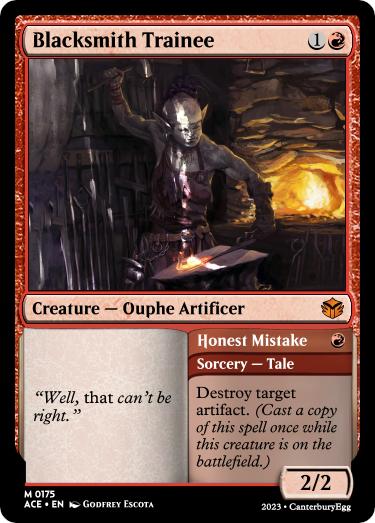 Blacksmith Trainee 1
Creature — Ouphe Artificer
“Well, that can’t be
right.”
Honest Mistake
Sorcery — Tale
Destroy target
artifact. (Cast a copy
of this spell once while
this creature is on the
battlefield.)
2/2
M 0175
ACE • EN Godfrey Escota
2023 • CanterburyEgg